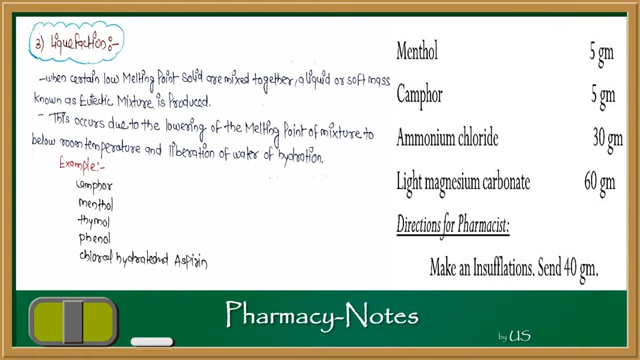 3) Liquefaction:-
-when certain low Melting Point solid are mixed together, a liquid or soft mass
known as Eutectic Mixture is Produced.
- This occurs due to the lowering of the Melting Point of mixture to
below room temperature and liberation of water of hydration.
Example:-
camphor
menthol
thymol
phenol
chloral hydrate and Aspirin
Menthol 5 gm
Camphor 5 gm
Ammonium chloride 30 gm
Light magnesium carbonate 60 gm
Directions for Pharmacist:
Make an Insufflations. Send 40 gm.
Pharmacy-Notes
by US